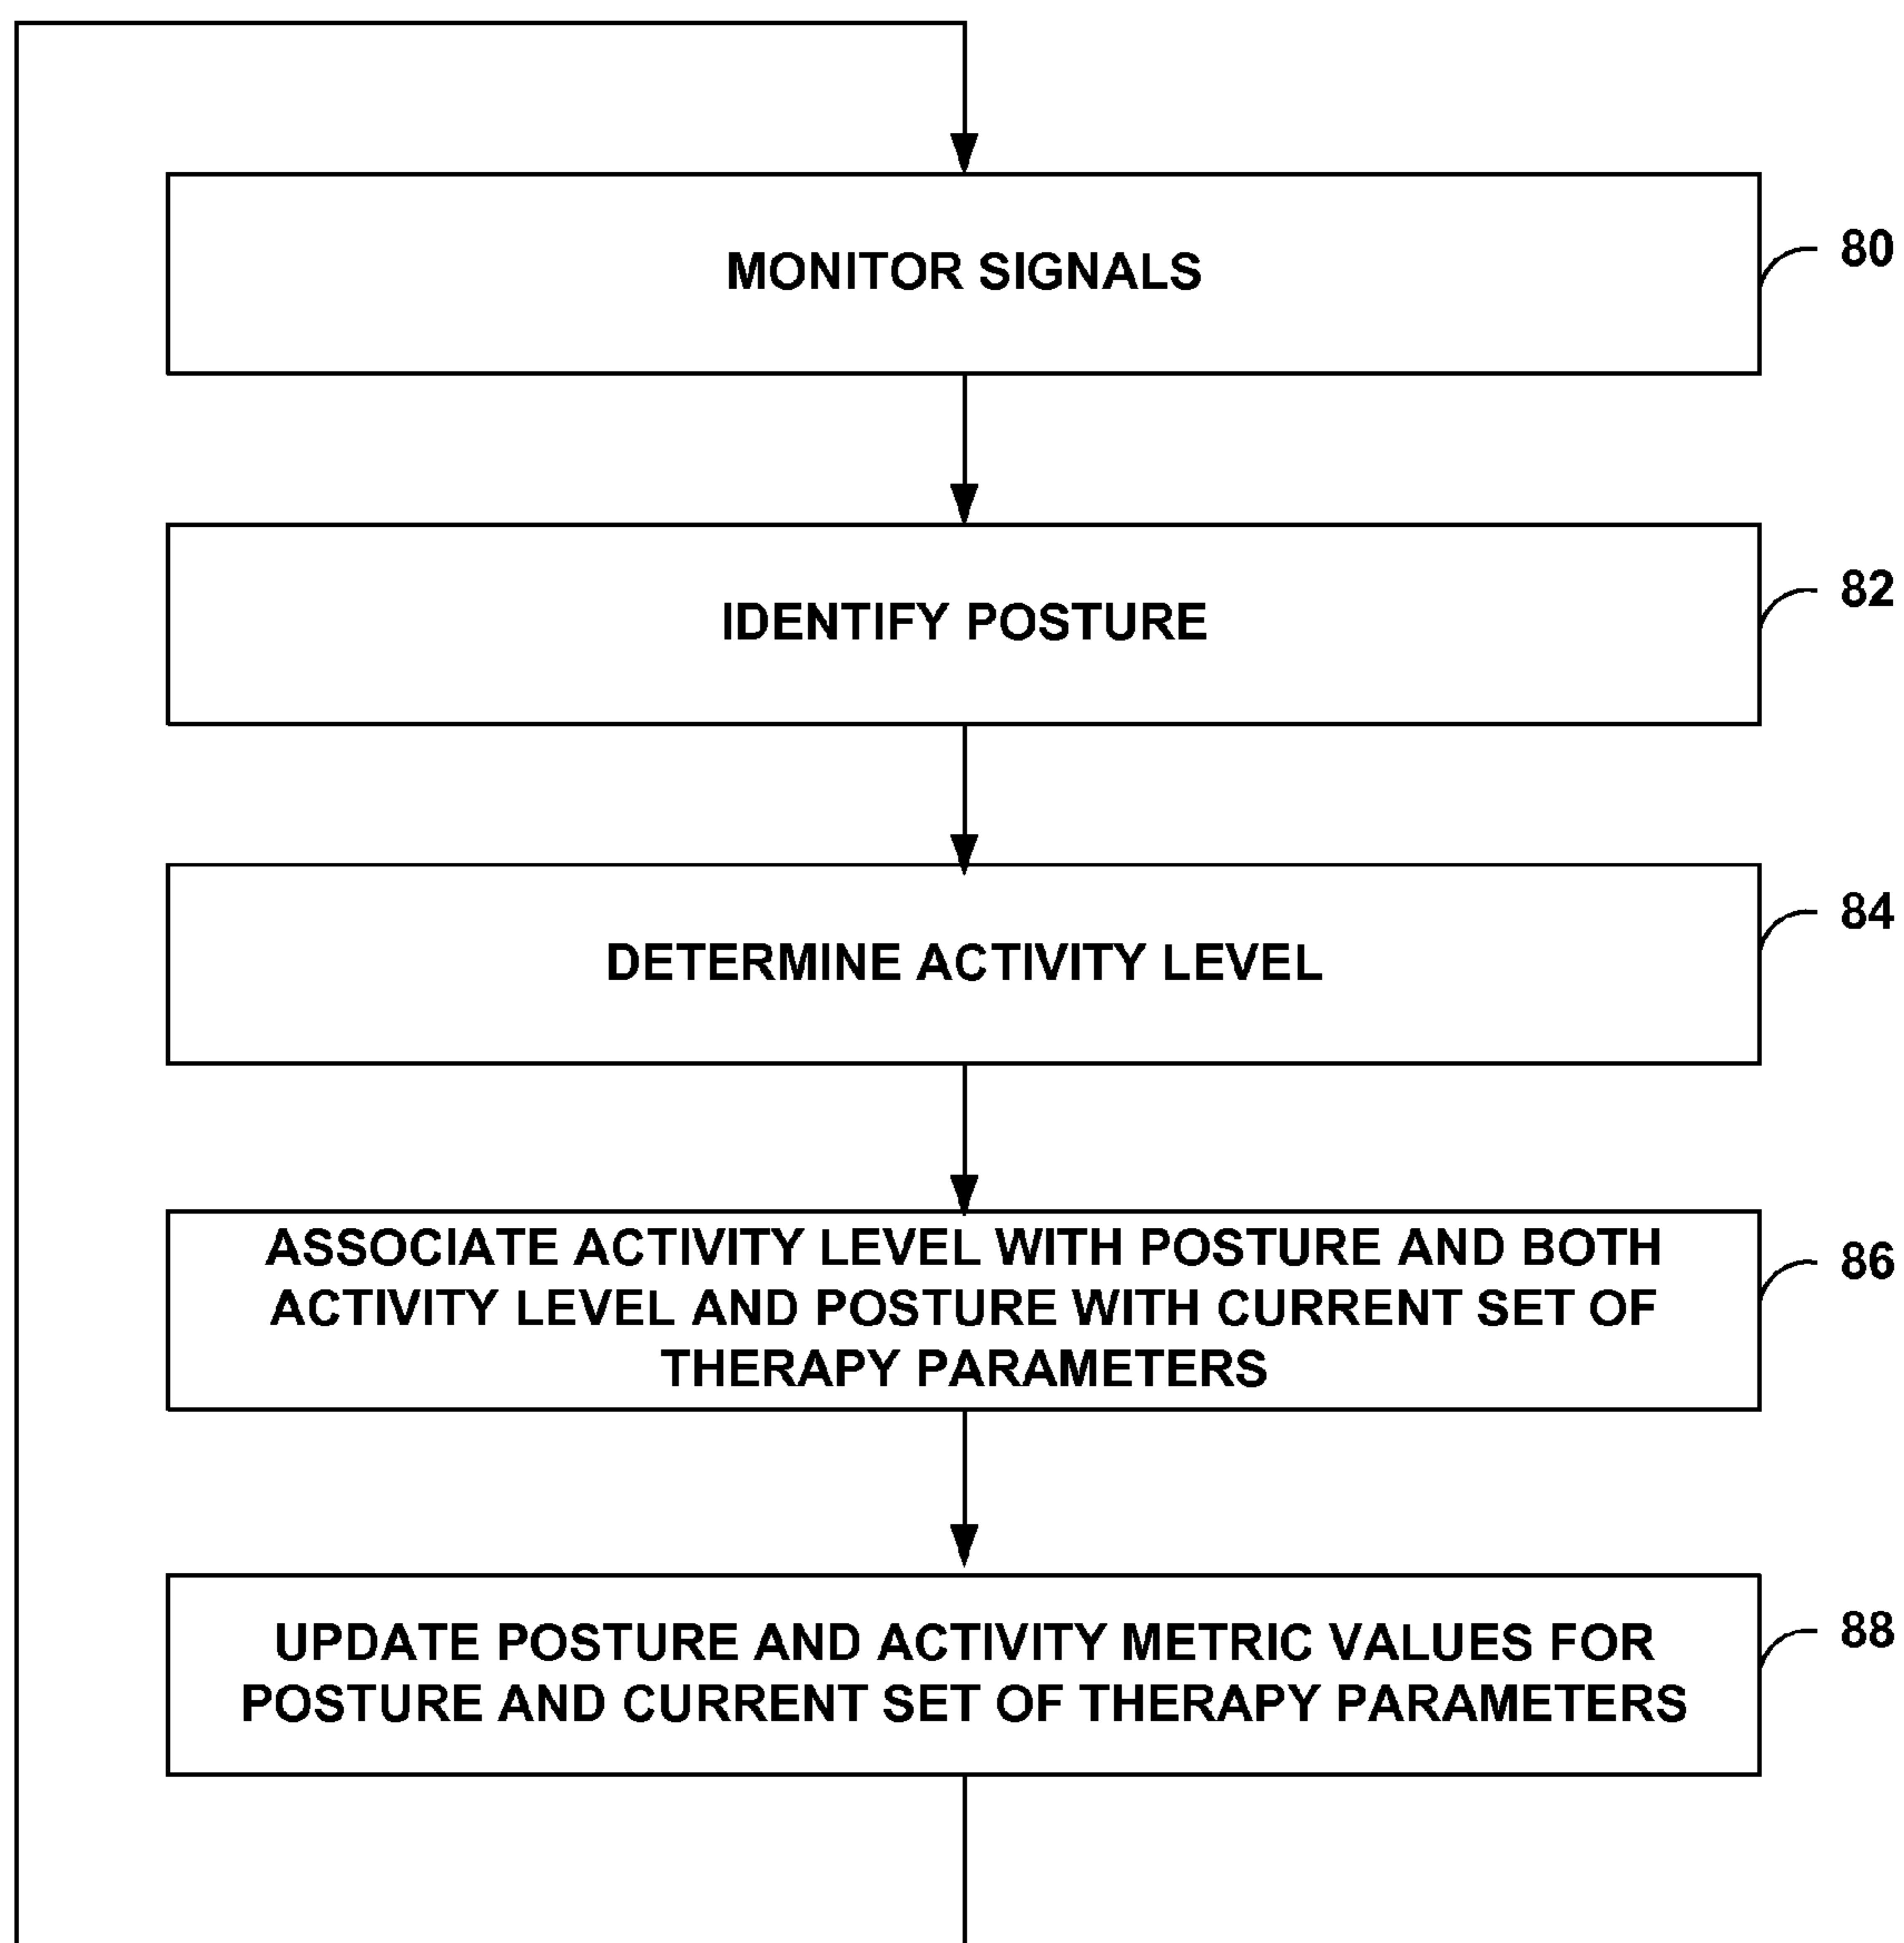 MONITOR SIGNALS
80
IDENTIFY POSTURE
82
DETERMINE ACTIVITY LEVEL
84
ASSOCIATE ACTIVITY LEVEL WITH POSTURE AND BOTH
ACTIVITY LEVEL AND POSTURE WITH CURRENT SET OF
THERAPY PARAMETERS
86
UPDATE POSTURE AND ACTIVITY METRIC VALUES FOR
POSTURE AND CURRENT SET OF THERAPY PARAMETERS
88